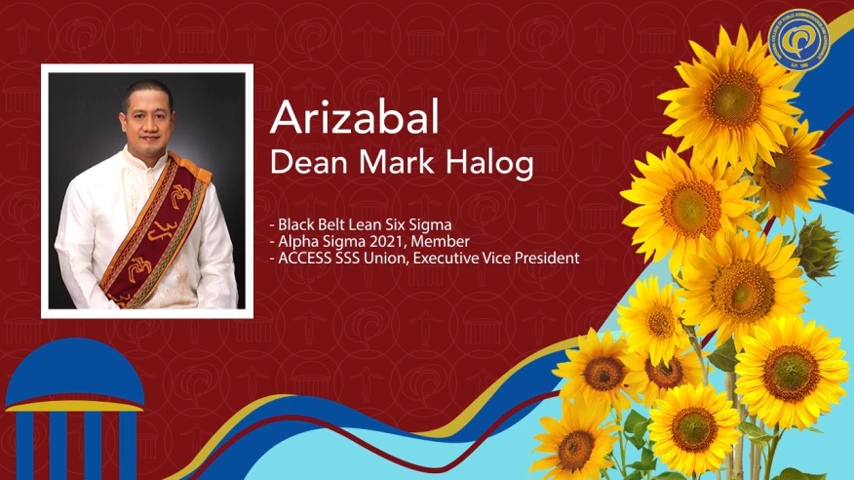 Arizabal
Dean Mark Halog
- Black Belt Lean Six Sigma
- Alpha Sigma 2021, Member
- ACCESS SSS Union, Executive Vice President